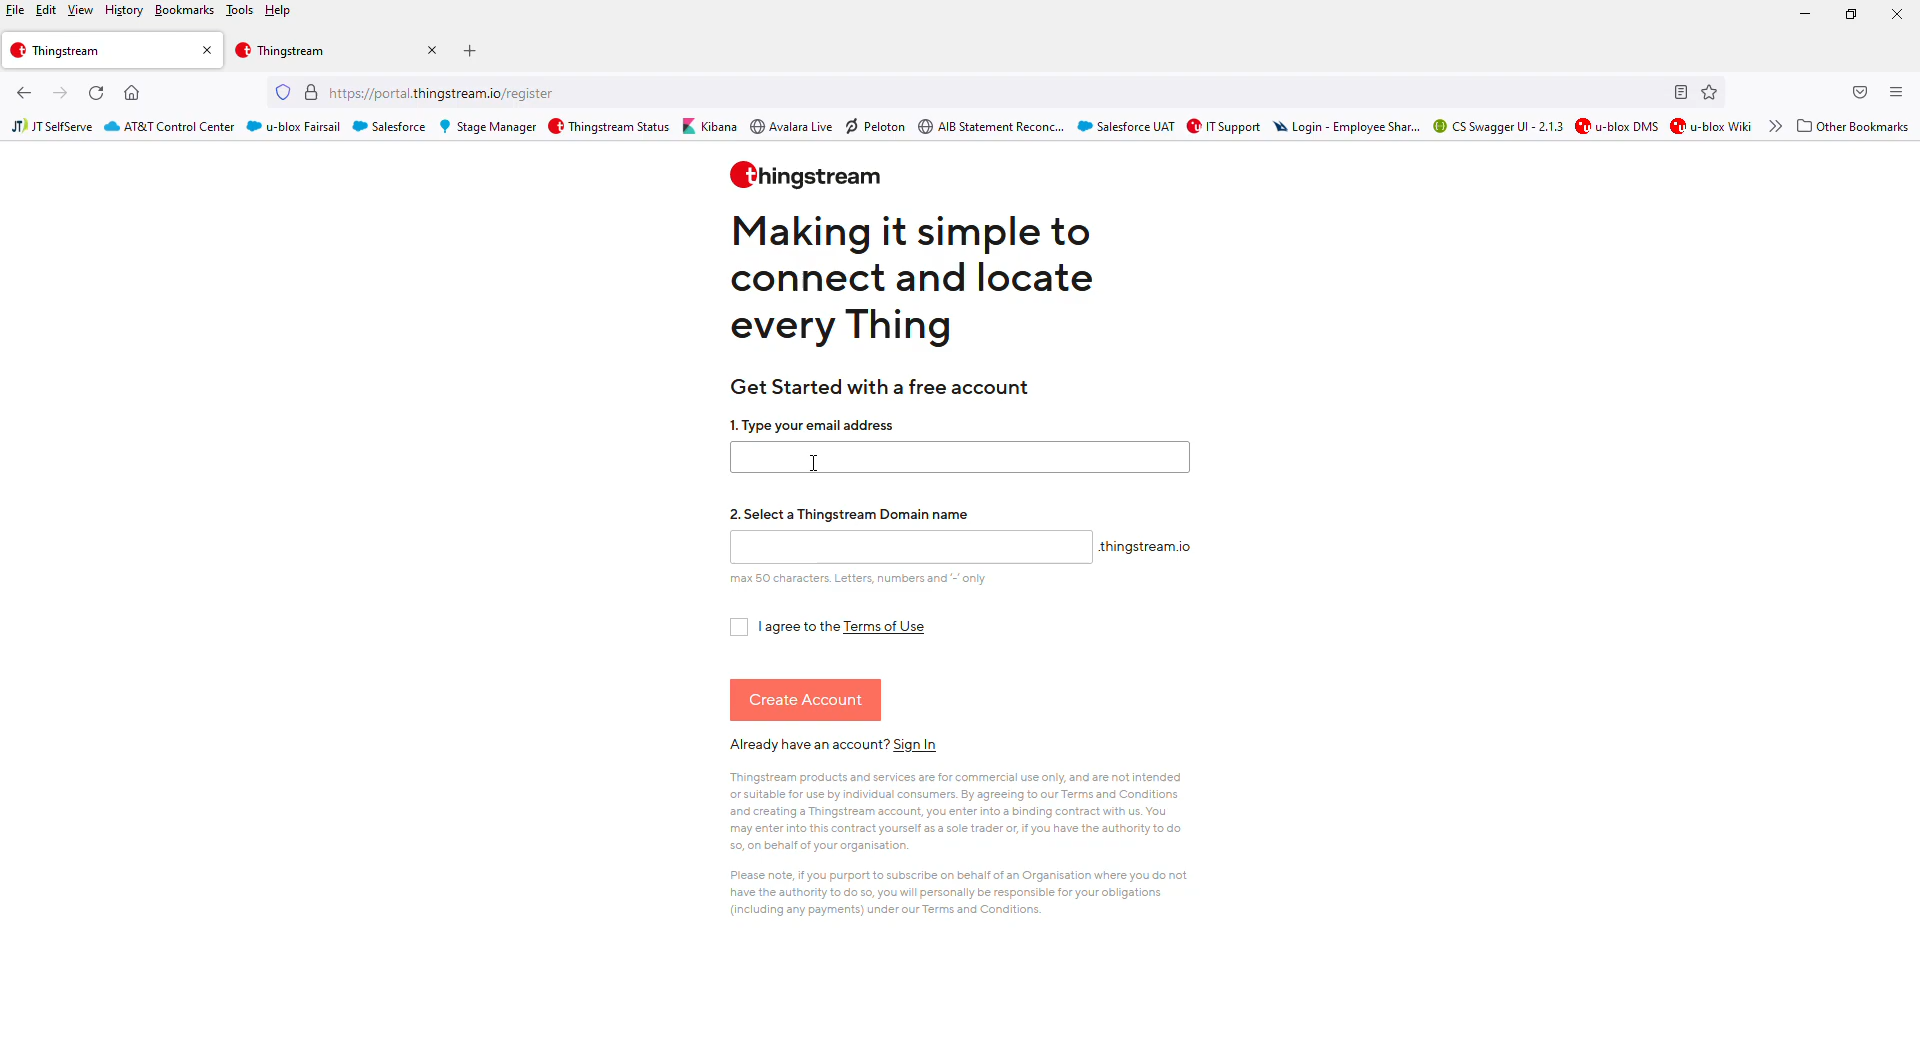 File Edit View History Bookmarks Tools Help
Thingstream Thingstream
https://portal.thingstream.io/register
JT SelfServe AT&T Control Center u-blox Fairsail Salesforce Stage Manager Thingstream Status Kibana Avalara Live Peloton AIB Statement Reconc... Salesforce UAT IT Support Login - Employee Shar... CS Swagger UI - 2.1.3 u-blox DMS u-blox Wiki Other Bookmarks
thingstream
Making it simple to
connect and locate
every Thing
Get Started with a free account
1. Type your email address
2. Select a Thingstream Domain name
.thingstream.io
max 50 characters. Letters, numbers and '-' only
I agree to the Terms of Use
Create Account
Already have an account? Sign In
Thingstream products and services are for commercial use only, and are not intended
or suitable for use by individual consumers. By agreeing to our Terms and Conditions
and creating a Thingstream account, you enter into a binding contract with us. You
may enter into this contract yourself as a sole trader or, if you have the authority to do
so, on behalf of your organisation.
Please note, if you purport to subscribe on behalf of an Organisation where you do not
have the authority to do so, you will personally be responsible for your obligations
(including any payments) under our Terms and Conditions.